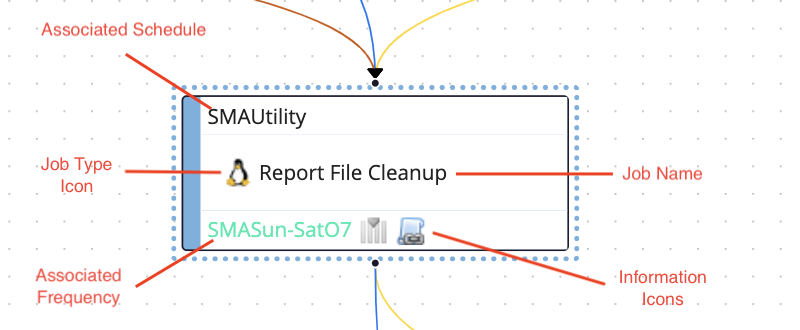 Associated Schedule
SMAUtility
Job Type
Icon
Report File Cleanup
Job Name
SMASun-SatO7
Associated
Frequency
Information
Icons